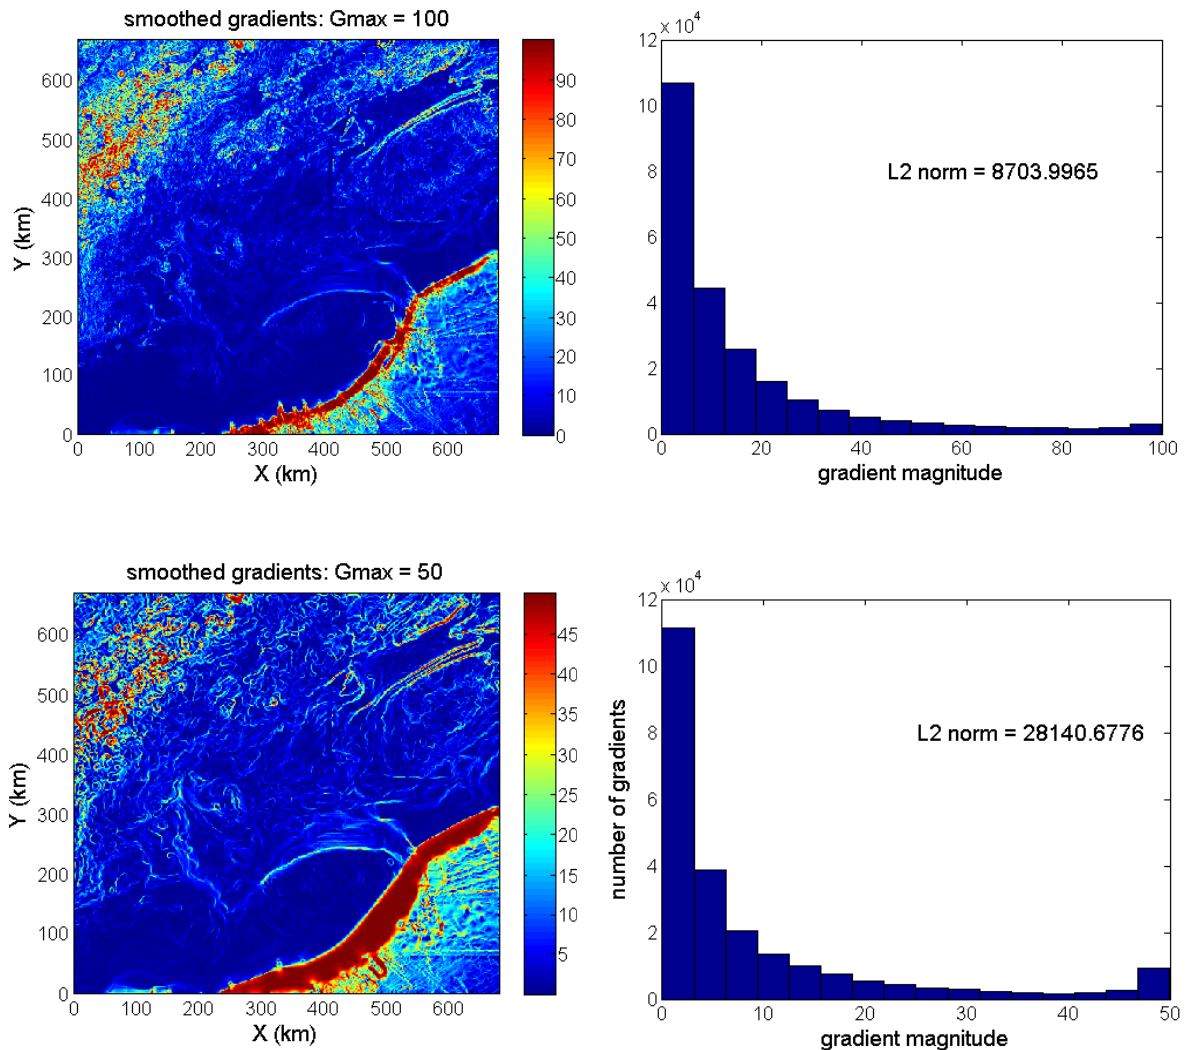 smoothed gradients: Gmax = 100
600
500
400
300
200
100
0
Y (km)
0 100 200 300 400 500 600
X (km)
90
80
70
60
50
40
30
20
10
0
x 10^4
12
10
8
6
4
2
0
L2 norm = 8703.9965
0 20 40 60 80 100
gradient magnitude
smoothed gradients: Gmax = 50
600
500
400
300
200
100
0
Y (km)
0 100 200 300 400 500 600
X (km)
45
40
35
30
25
20
15
10
5
x 10^4
12
10
8
6
4
2
0
number of gradients
L2 norm = 28140.6776
0 10 20 30 40 50
gradient magnitude